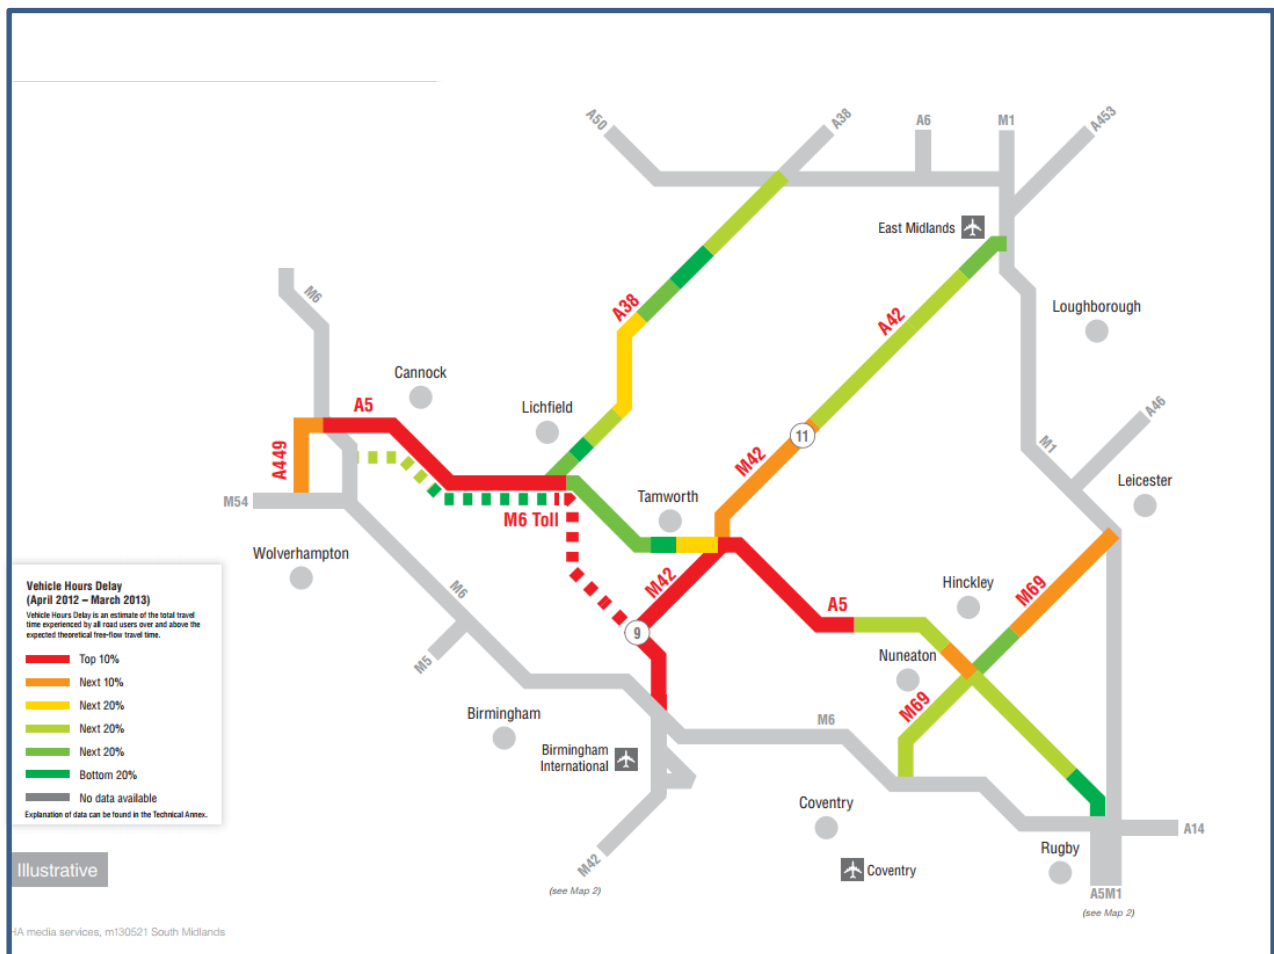 A50
A38
A6
M1
A453
East Midlands
M6
A38
A42
Loughborough
Cannock
Lichfield
A5
A46
11
M1
A449
M42
Leicester
M54
Tamworth
M6 Toll
Wolverhampton
M42
Hinckley
M69
M6
A5
9
M5
Nuneaton
M69
Birmingham
M6
Birmingham
International
Coventry
A14
M42
Rugby
Coventry
(see Map 2)
A5M1
(see Map 2)
Vehicle Hours Delay
(April 2012 – March 2013)
Vehicle Hours Delay is an estimate of the total travel
time experienced by all road users over and above the
expected theoretical free-flow travel time.
Top 10%
Next 10%
Next 20%
Next 20%
Next 20%
Bottom 20%
No data available
Explanation of data can be found in the Technical Annex.
Illustrative
HA media services, m130521 South Midlands